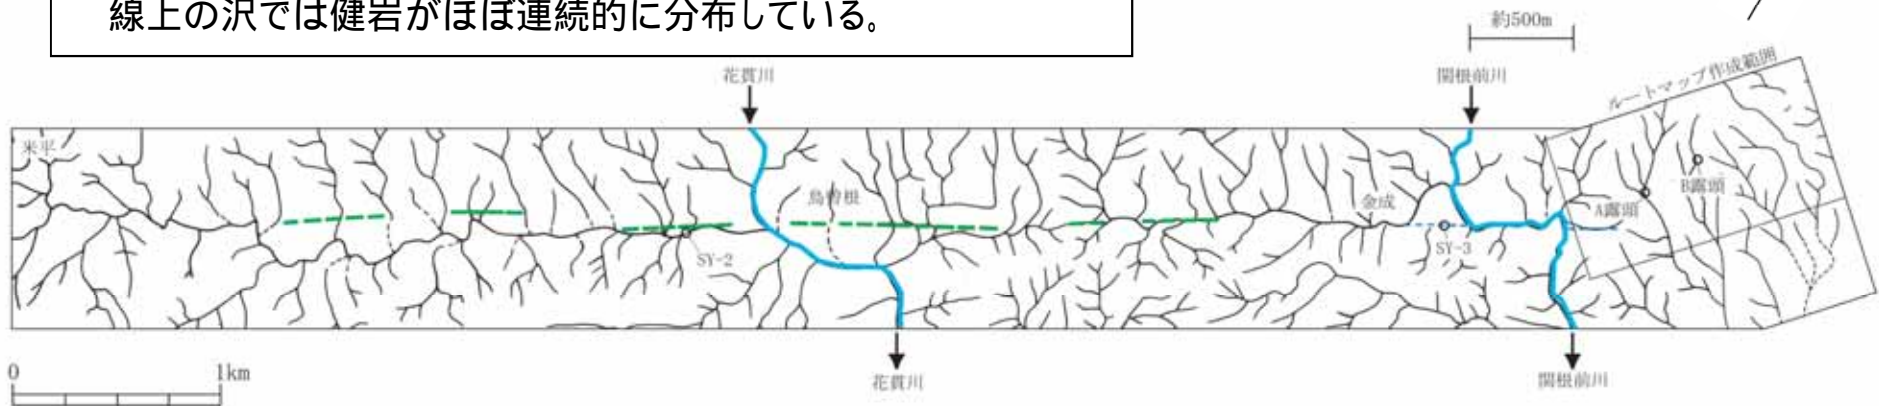 線上の沢では健岩がほぼ連続的に分布している。
約500m
花貫川
関根前川
ルートマップ作成範囲
米平
鳥曽根
金成
A露頭
B露頭
SY-2
SY-3
0 1km
花貫川
関根前川